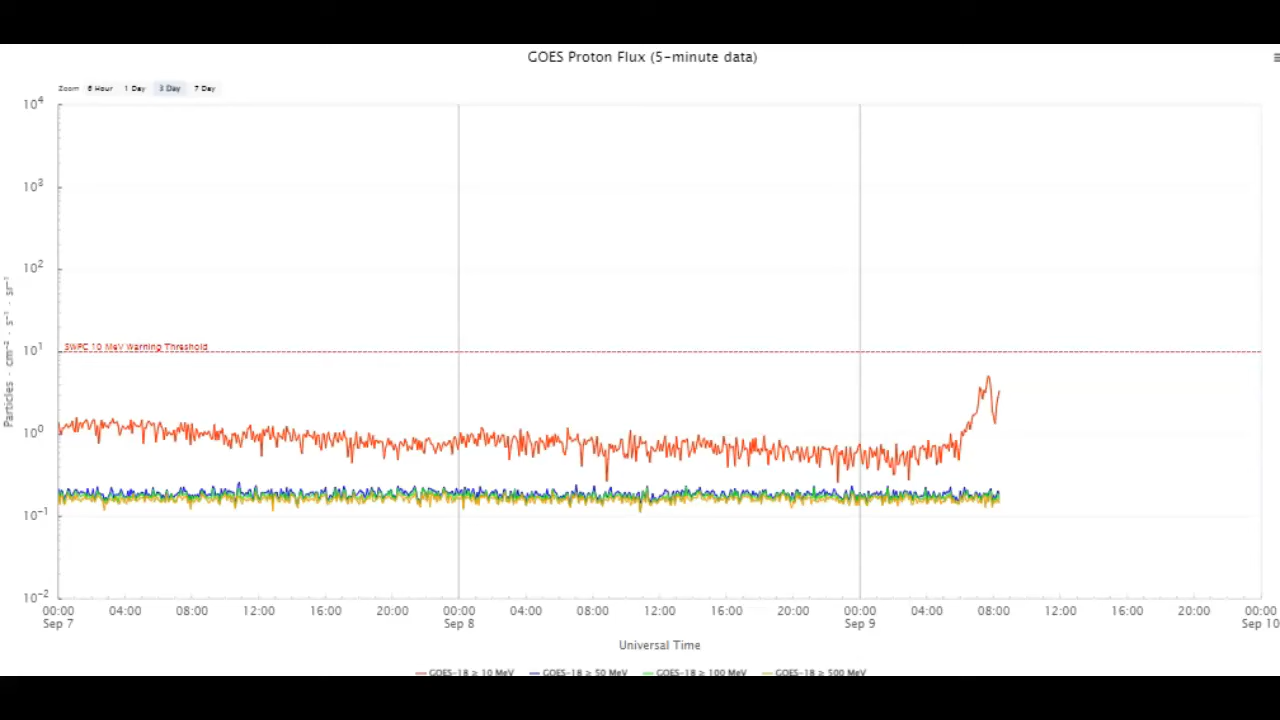 GOES Proton Flux (5-minute data)
Zoom 6 Hour 1 Day 3 Day 7 Day
10⁴
10³
10²
10¹
10⁰
10⁻¹
10⁻²
SWPC 10 MeV Warning Threshold
Particles · cm⁻² · s⁻¹ · sr⁻¹
00:00 04:00 08:00 12:00 16:00 20:00 00:00 04:00 08:00 12:00 16:00 20:00 00:00 04:00 08:00 12:00 16:00 20:00 00:00
Sep 7 Sep 8 Sep 9 Sep 10
Universal Time
GOES-18 ≥ 10 MeV GOES-18 ≥ 50 MeV GOES-18 ≥ 100 MeV GOES-18 ≥ 500 MeV